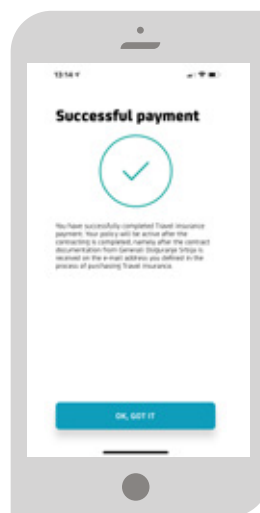 13:14
Successful payment
You have successfully completed Travel insurance
payment. Your policy will be active after the
contracting is completed, namely after the contract
documentation from Generali Osiguranje Srbija is
received on the e-mail address you defined in the
process of purchasing Travel insurance.
OK, GOT IT